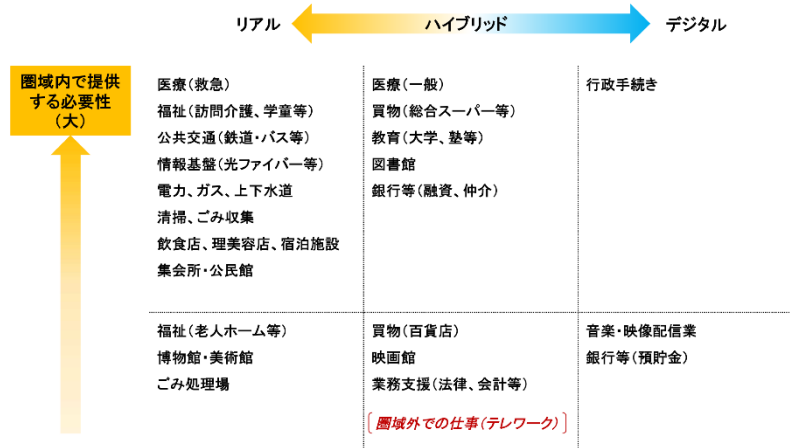 リアル
ハイブリッド
デジタル
圏域内で提供
する必要性
(大)
医療(救急)
福祉(訪問介護、学童等)
公共交通(鉄道・バス等)
情報基盤(光ファイバー等)
電力、ガス、上下水道
清掃、ごみ収集
飲食店、理美容店、宿泊施設
集会所・公民館
医療(一般)
買物(総合スーパー等)
教育(大学、塾等)
図書館
銀行等(融資、仲介)
行政手続き
福祉(老人ホーム等)
博物館・美術館
ごみ処理場
買物(百貨店)
映画館
業務支援(法律、会計等)
[圏域外での仕事(テレワーク)]
音楽・映像配信業
銀行等(預貯金)